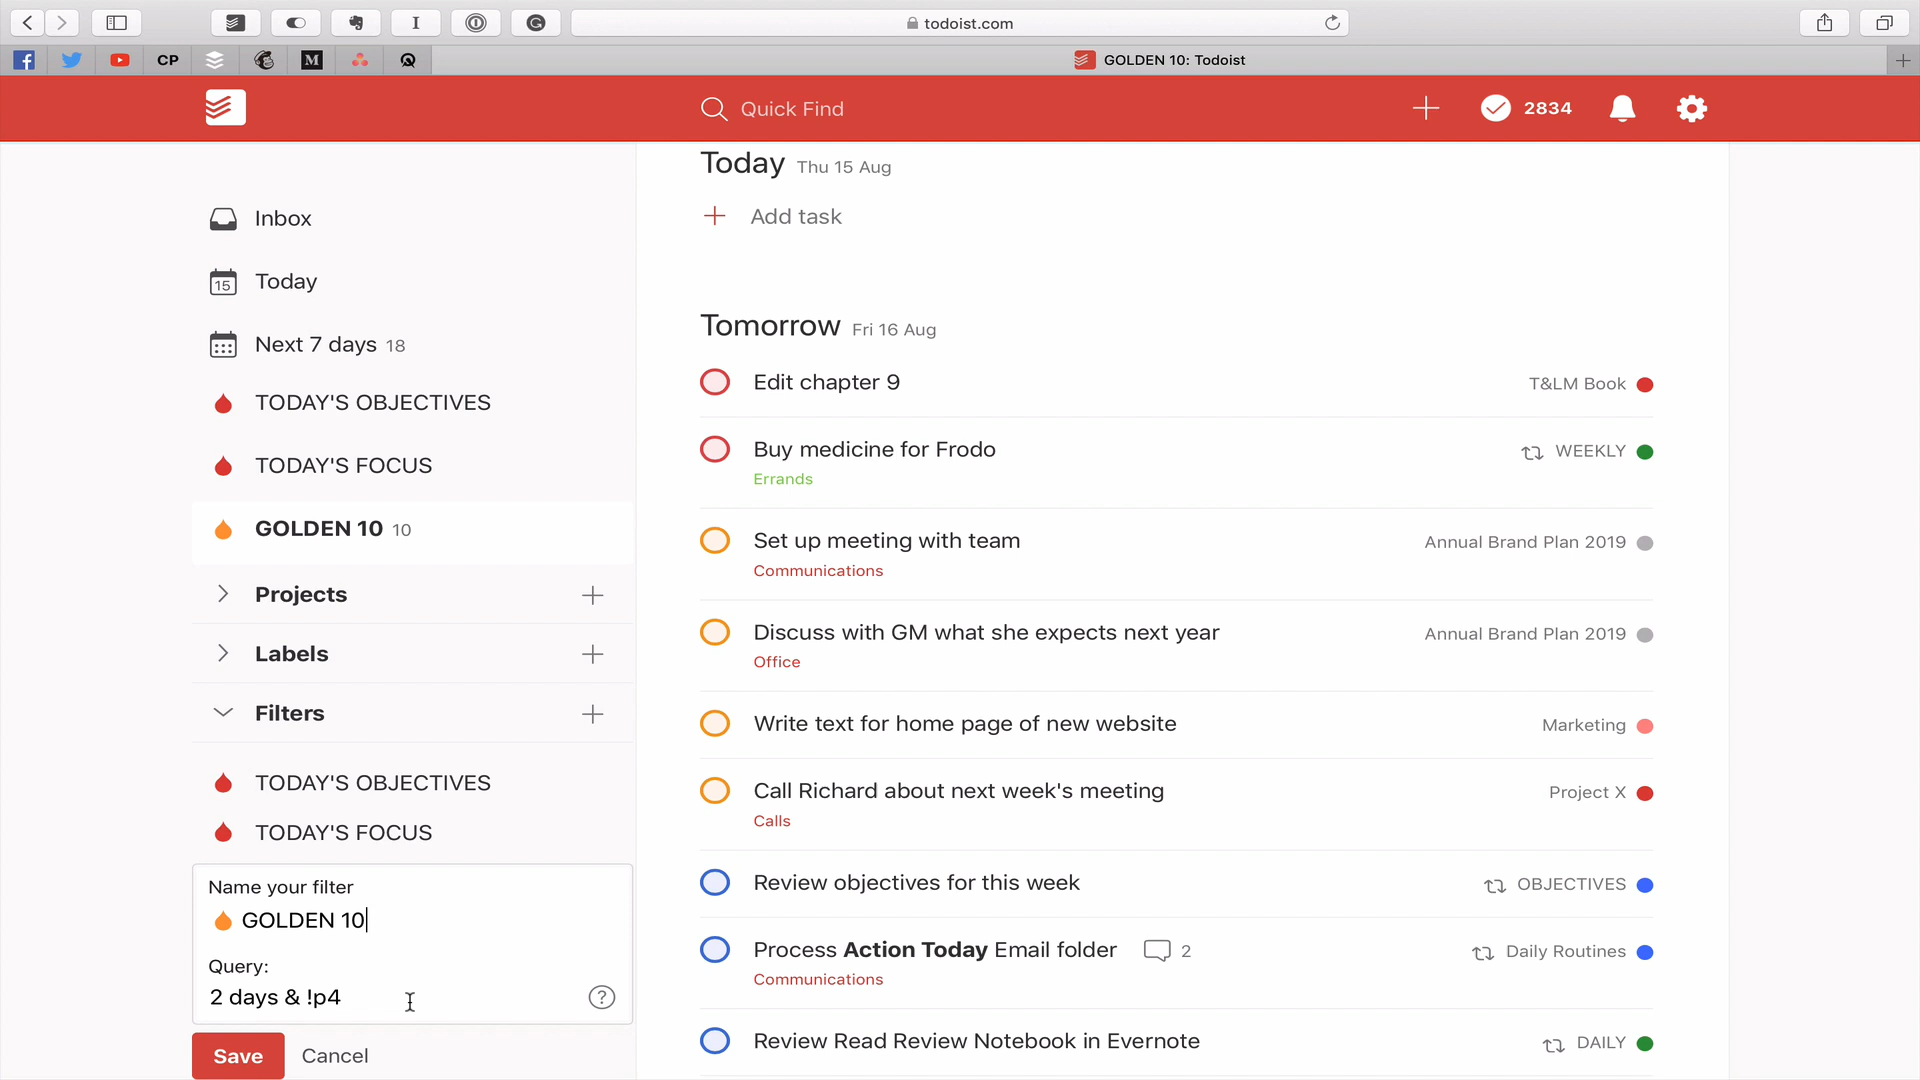 todoist.com
CP
M
GOLDEN 10: Todoist
Quick Find
2834
Inbox
15
Today
Next 7 days 18
TODAY'S OBJECTIVES
TODAY'S FOCUS
GOLDEN 10 10
Projects
Labels
Filters
TODAY'S OBJECTIVES
TODAY'S FOCUS
Name your filter
GOLDEN 10
Query:
2 days & !p4
?
Save Cancel
Today Thu 15 Aug
Add task
Tomorrow Fri 16 Aug
Edit chapter 9 T&LM Book
Buy medicine for Frodo WEEKLY
Errands
Set up meeting with team Annual Brand Plan 2019
Communications
Discuss with GM what she expects next year Annual Brand Plan 2019
Office
Write text for home page of new website Marketing
Call Richard about next week's meeting Project X
Calls
Review objectives for this week OBJECTIVES
Process Action Today Email folder 2 Daily Routines
Communications
Review Read Review Notebook in Evernote DAILY